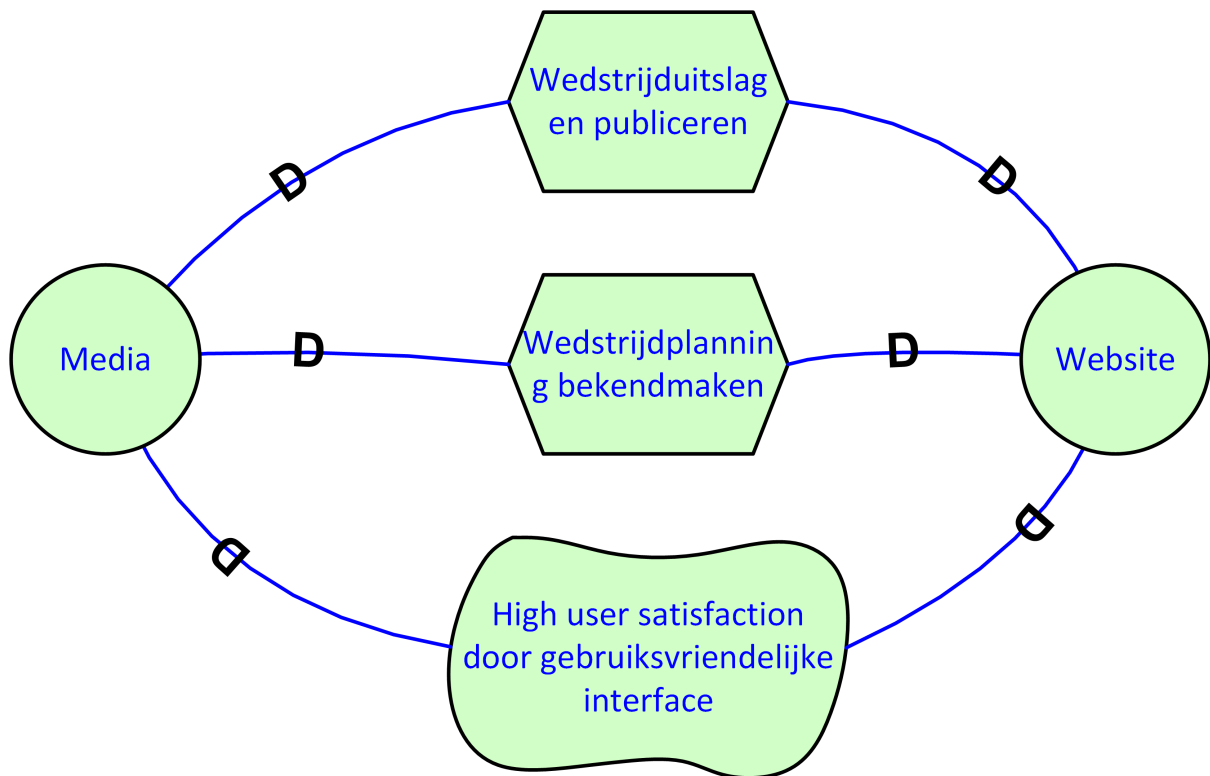 Wedstrijduitslag
en publiceren
D
D
Media
D
Wedstrijdplannin
g bekendmaken
D
Website
D
D
High user satisfaction
door gebruiksvriendelijke
interface